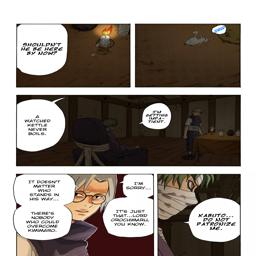 SHOULDN'T
HE BE HERE
BY NOW?
A
WATCHED
KETTLE
NEVER
BOILS.
I'M
GETTING
IMPA-
TIENT.
IT DOESN'T
MATTER
WHO
STANDS IN
HIS WAY...
THERE'S
NOBODY
WHO COULD
OVERCOME
KIMIMARO.
I'M
SORRY...
IT'S JUST
THAT...LORD
OROCHIMARU,
YOU KNOW.
KABUTO...
DO NOT
PATRONIZE
ME.